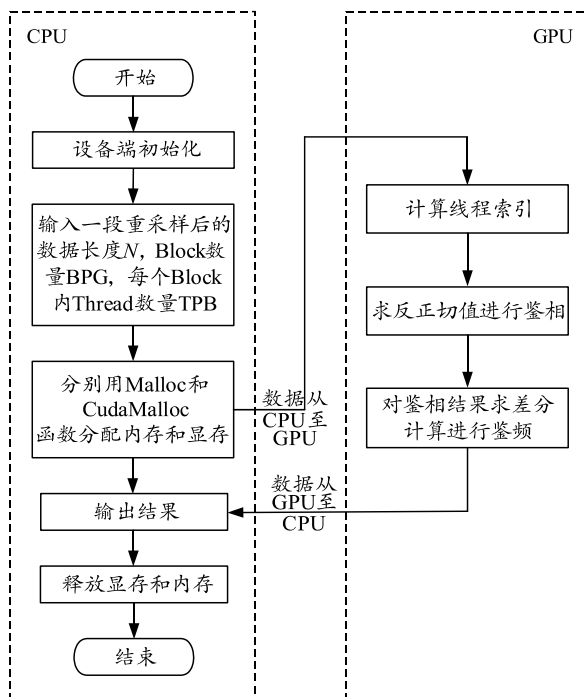 CPU
开始
设备端初始化
输入一段重采样后的
数据长度N，Block数
量BPG，每个Block
内Thread数量TPB
分别用Malloc和
CudaMalloc
函数分配内存和显存
输出结果
释放显存和内存
结束
数据从
CPU至
GPU
数据从
GPU至
CPU
GPU
计算线程索引
求反正切值进行鉴相
对鉴相结果求差分
计算进行鉴频